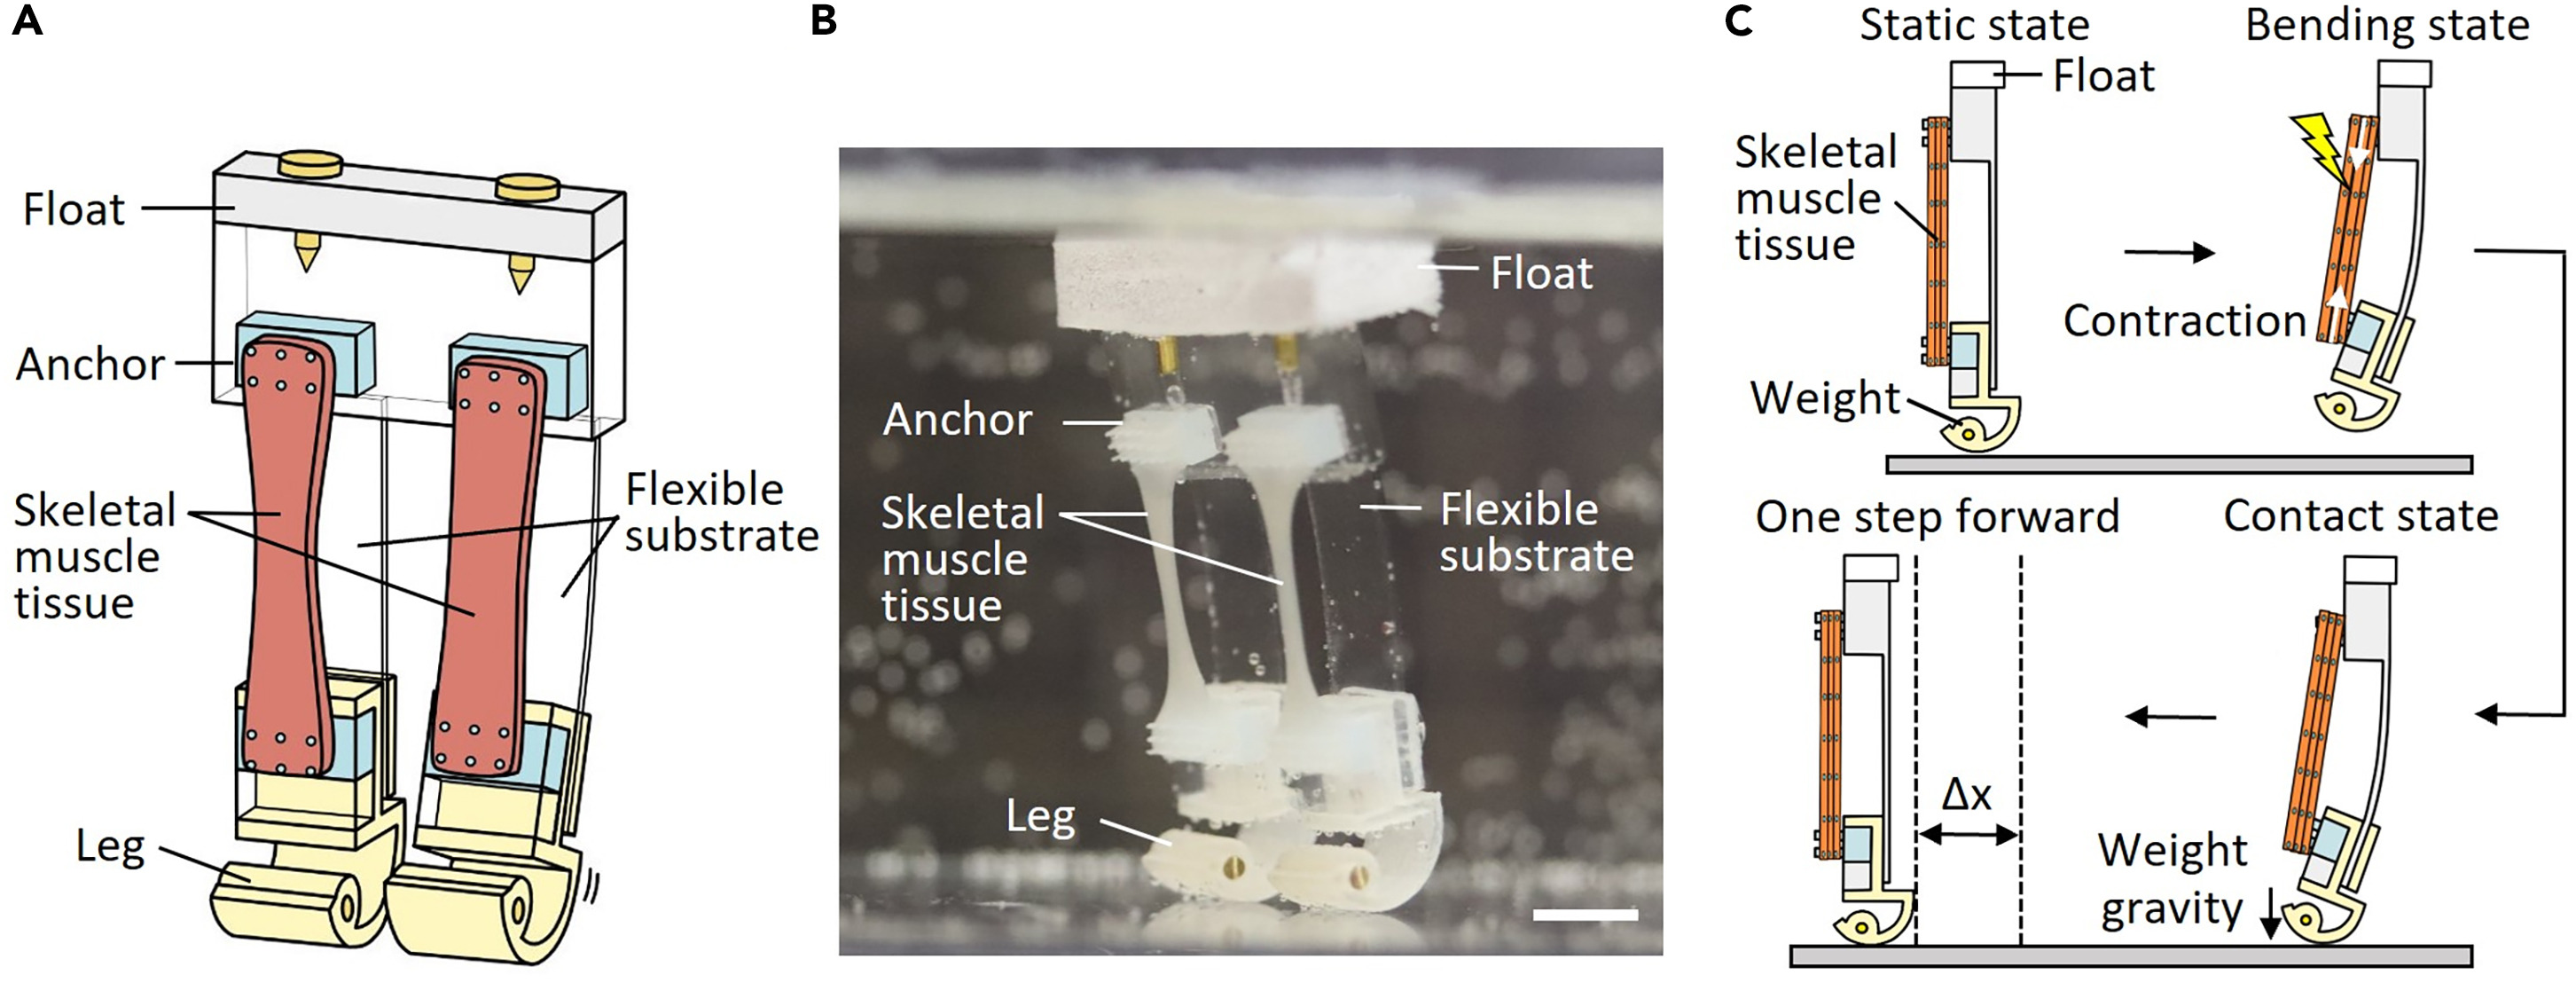 A
Float
Anchor
Skeletal
muscle
tissue
Flexible
substrate
Leg
B
Float
Anchor
Skeletal
muscle
tissue
Flexible
substrate
Leg
C
Static state
Bending state
Float
Skeletal
muscle
tissue
Contraction
Weight
One step forward
Contact state
Δx
Weight
gravity